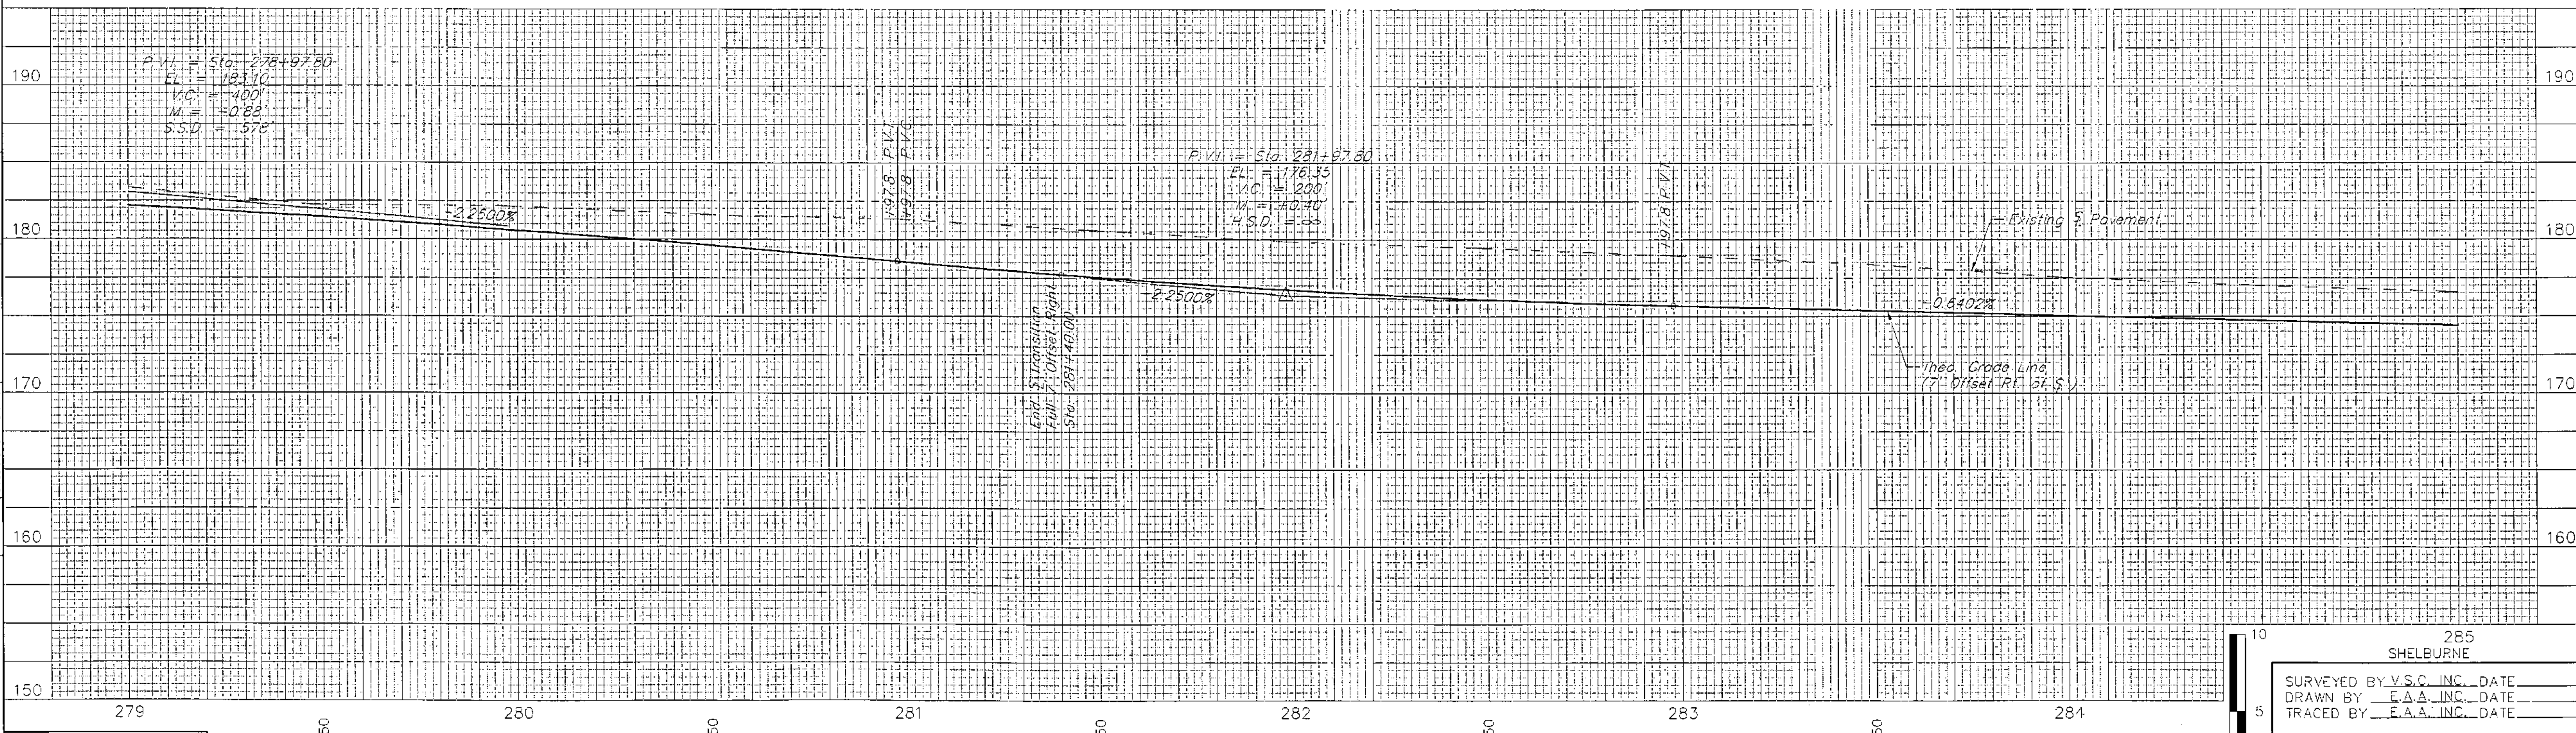 P.V.I. = Sta. 278+97.80
EL. = 183.10
V.C. = 400'
M. = -0.88'
S.S.D. = 578'
190
190
+97.8 P.V.T.
+97.8 P.V.C.
P.V.I. = Sta. 281+97.80
EL. = 176.35
V.C. = 200'
M. = +0.40'
H.S.D. = ∞
+97.8 P.V.T.
-2.2500%
Existing ℄ Pavement
180
180
-2.2500%
-0.6402%
End ℄ Transition
Full 7' Offset Right
Sta. 281+40.00
Theo. Grade Line
(7' Offset Rt. of ℄)
170
170
160
160
150
279
50
280
50
281
50
282
50
283
50
284
285
10
5
SHELBURNE
SURVEYED BY V.S.C. INC. DATE
DRAWN BY E.A.A. INC. DATE
TRACED BY E.A.A. INC. DATE